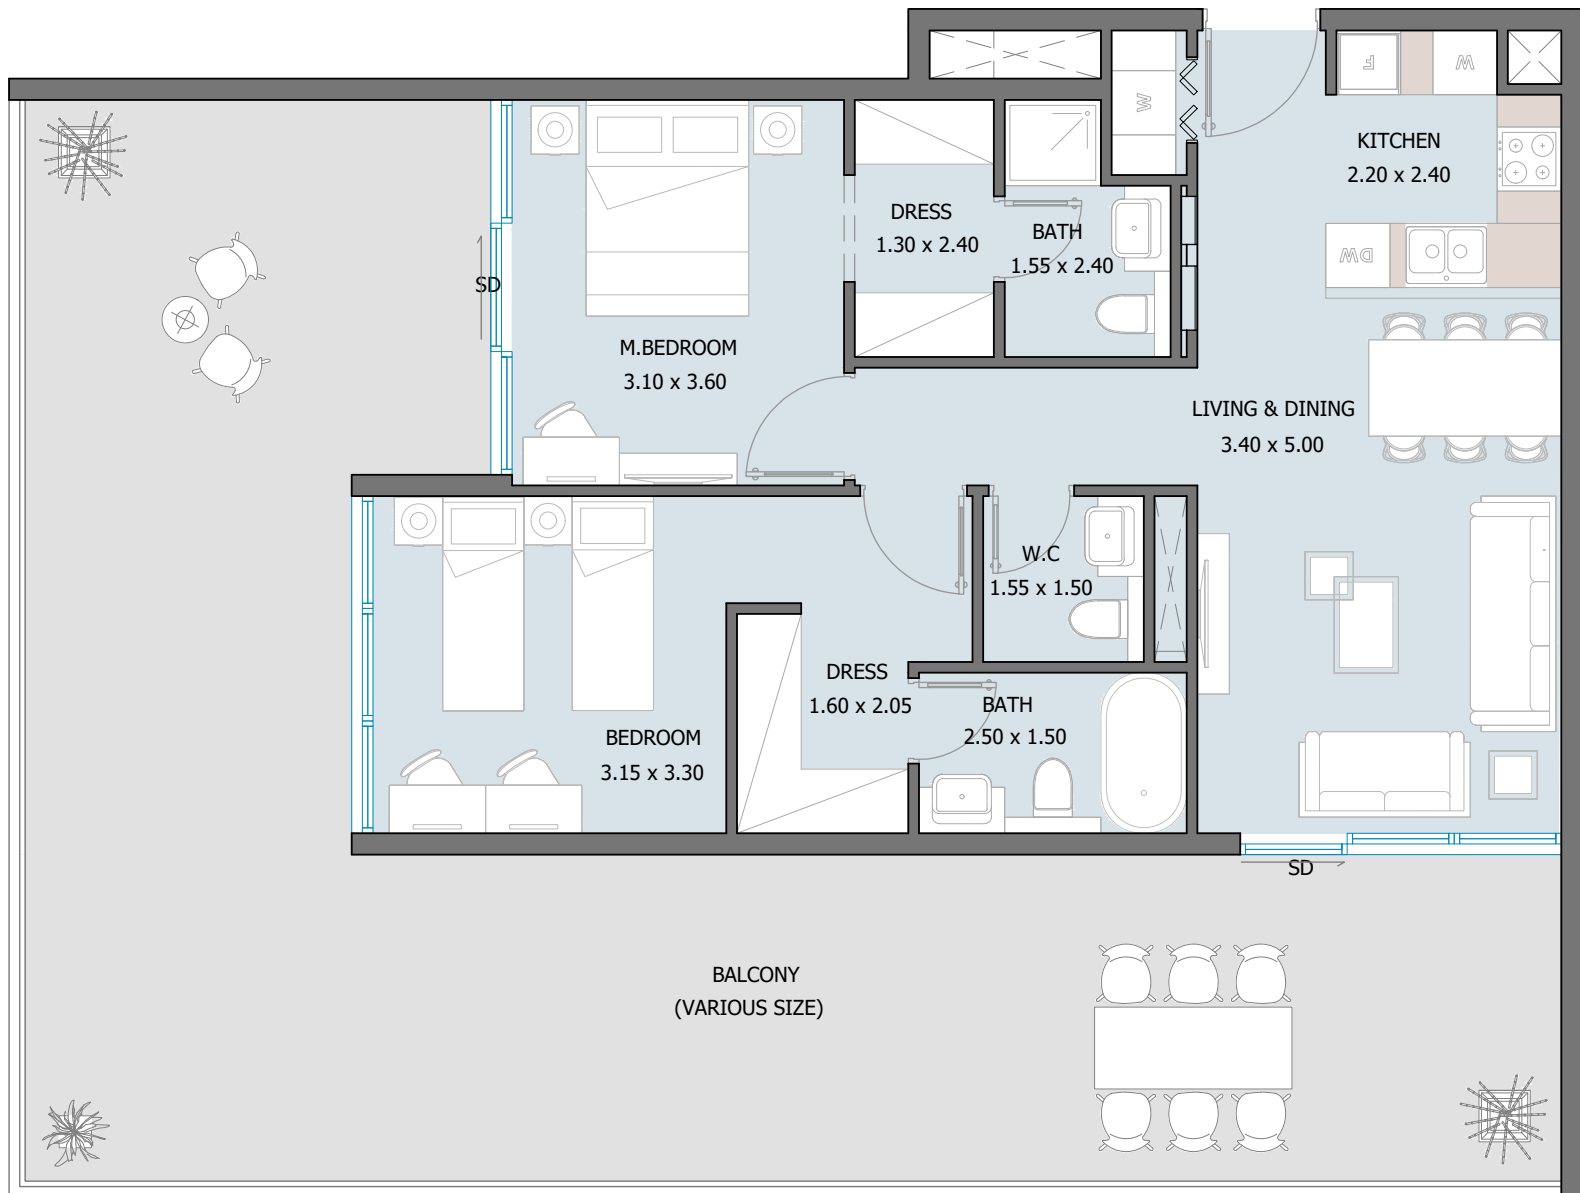 F
W
W
KITCHEN
2.20 x 2.40
DRESS
1.30 x 2.40
BATH
1.55 x 2.40
DW
SD
M.BEDROOM
3.10 x 3.60
LIVING & DINING
3.40 x 5.00
W.C
1.55 x 1.50
DRESS
1.60 x 2.05
BATH
2.50 x 1.50
BEDROOM
3.15 x 3.30
SD
BALCONY
(VARIOUS SIZE)